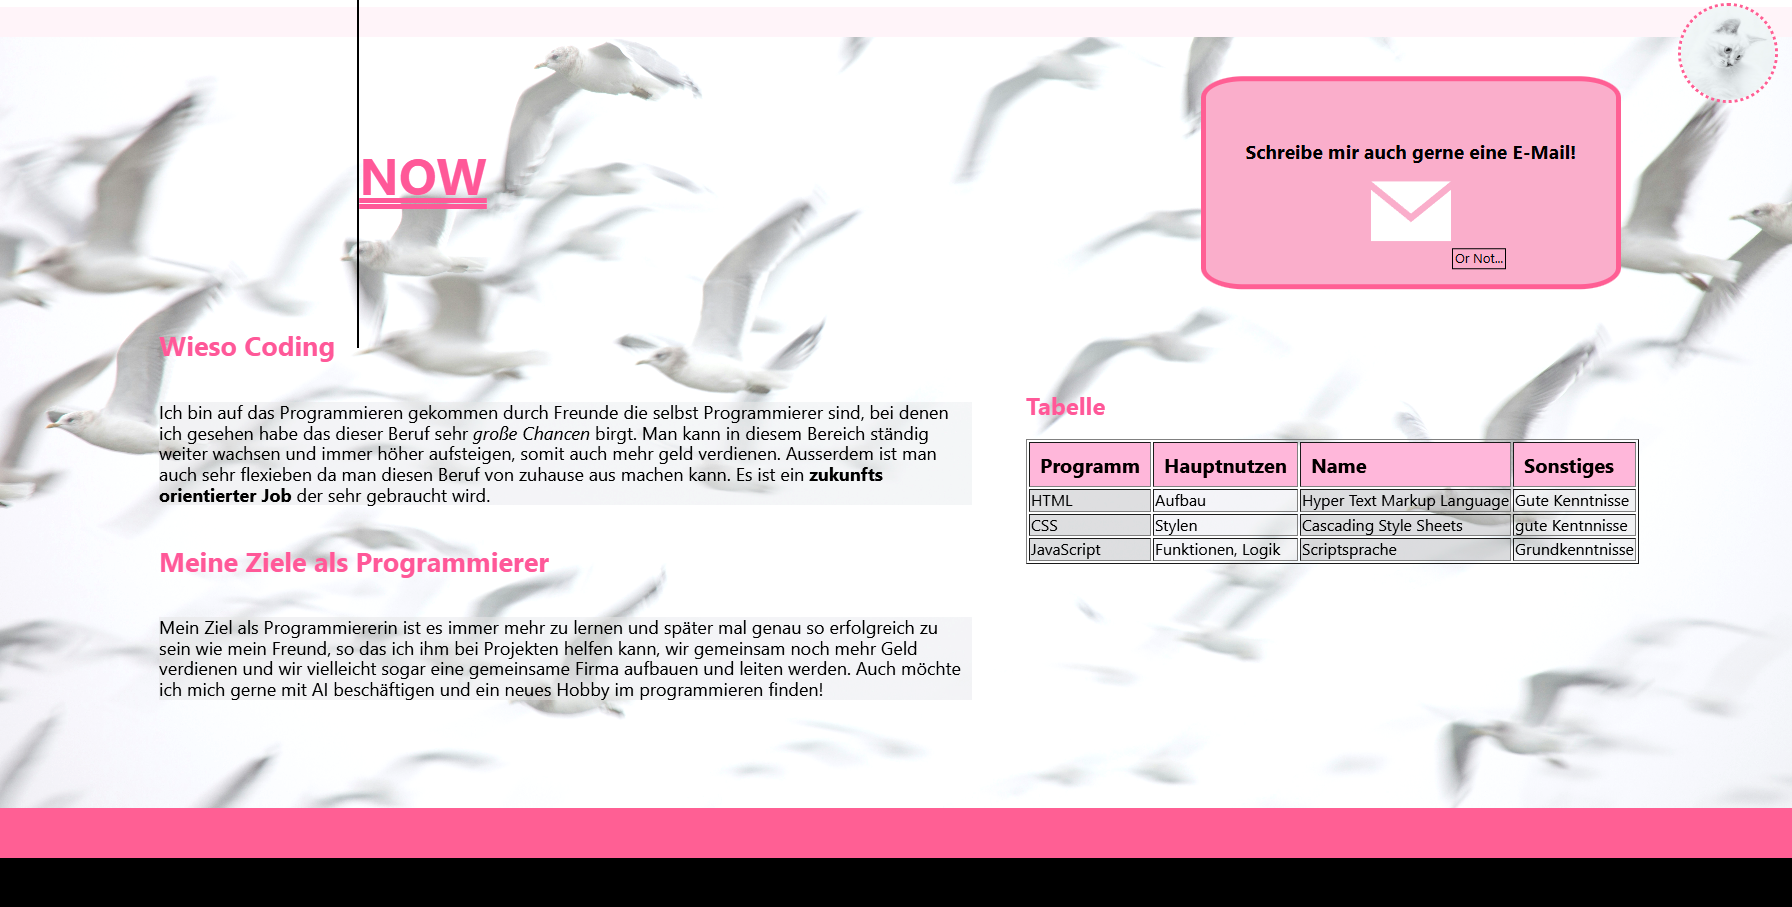 NOW
Schreibe mir auch gerne eine E-Mail!
Or Not...
Wieso Coding
Ich bin auf das Programmieren gekommen durch Freunde die selbst Programmierer sind, bei denen
ich gesehen habe das dieser Beruf sehr große Chancen birgt. Man kann in diesem Bereich ständig
weiter wachsen und immer höher aufsteigen, somit auch mehr geld verdienen. Ausserdem ist man
auch sehr flexieben da man diesen Beruf von zuhause aus machen kann. Es ist ein zukunfts
orientierter Job der sehr gebraucht wird.
Meine Ziele als Programmierer
Mein Ziel als Programmiererin ist es immer mehr zu lernen und später mal genau so erfolgreich zu
sein wie mein Freund, so das ich ihm bei Projekten helfen kann, wir gemeinsam noch mehr Geld
verdienen und wir vielleicht sogar eine gemeinsame Firma aufbauen und leiten werden. Auch möchte
ich mich gerne mit AI beschäftigen und ein neues Hobby im programmieren finden!
Tabelle
Programm Hauptnutzen Name Sonstiges
HTML Aufbau Hyper Text Markup Language Gute Kenntnisse
CSS Stylen Cascading Style Sheets gute Kentnnisse
JavaScript Funktionen, Logik Scriptsprache Grundkenntnisse